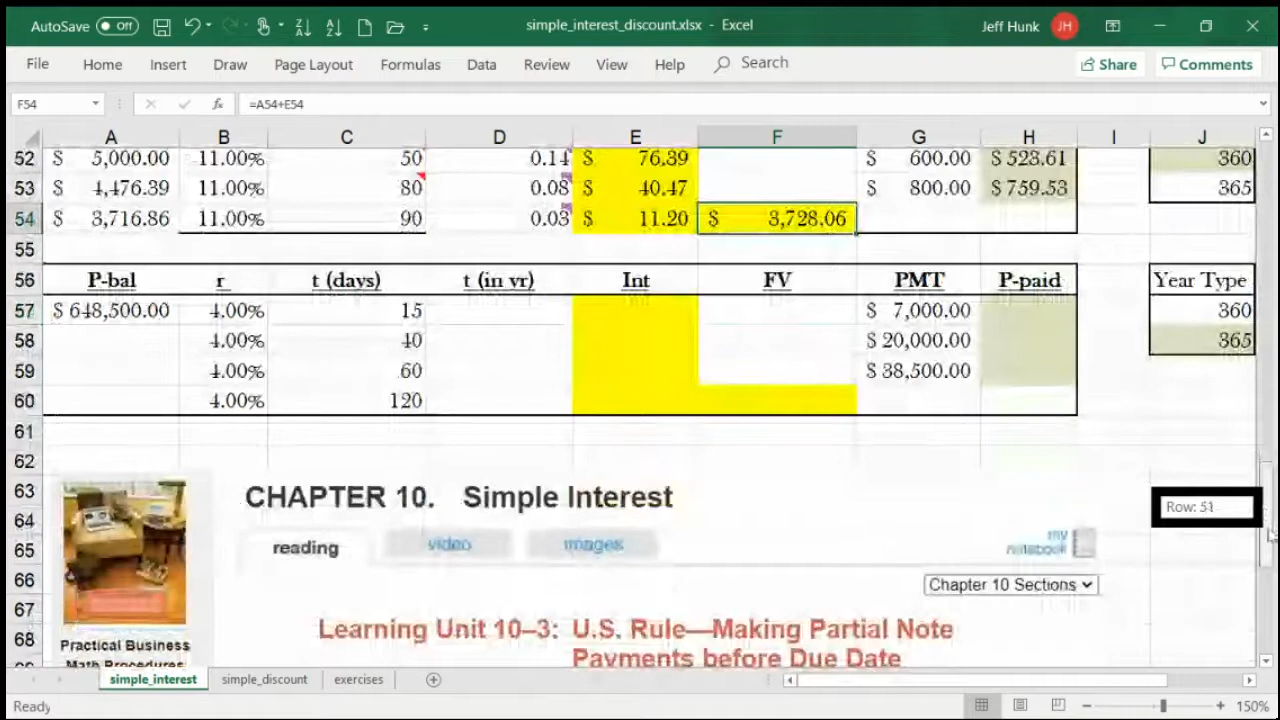 AutoSave Off simple_interest_discount.xlsx - Excel Jeff Hunk JH
File Home Insert Draw Page Layout Formulas Data Review View Help Search Share Comments
F54 fx =A54+E54
A B C D E F G H I J
52 $ 5,000.00 11.00% 50 0.14 $ 76.39 $ 600.00 $ 523.61 360
53 $ 4,476.39 11.00% 80 0.08 $ 40.47 $ 800.00 $ 759.53 365
54 $ 3,716.86 11.00% 90 0.03 $ 11.20 $ 3,728.06
55
56 P-bal r t (days) t (in yr) Int FV PMT P-paid Year Type
57 $ 648,500.00 4.00% 15 $ 7,000.00 360
58 4.00% 40 $ 20,000.00 365
59 4.00% 60 $ 38,500.00
60 4.00% 120
61
62
63 CHAPTER 10. Simple Interest
64 Row: 51
65 reading video images my notebook
66 Chapter 10 Sections
67
68 Learning Unit 10–3: U.S. Rule—Making Partial Note
Payments before Due Date
Practical Business
Math Procedures
simple_interest simple_discount exercises
Ready 150%